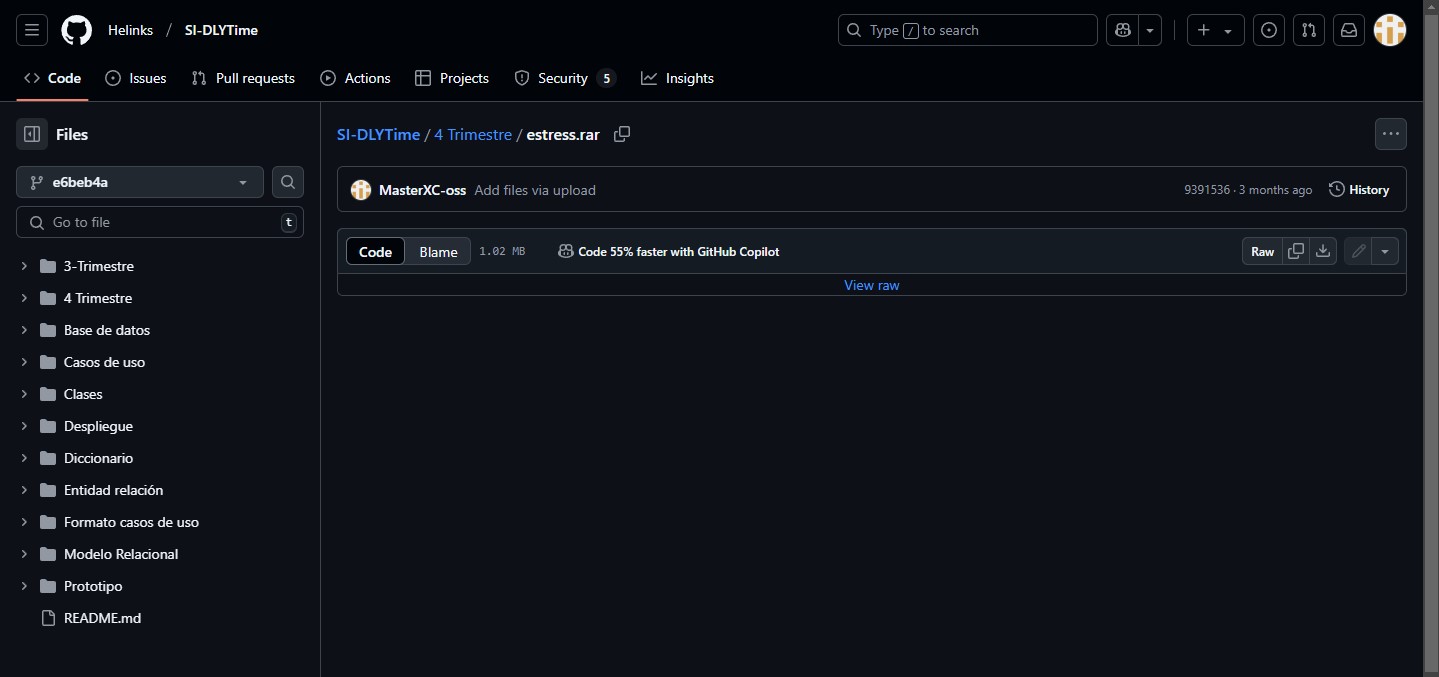 Helinks / SI-DLYTime
Type / to search
Code Issues Pull requests Actions Projects Security 5 Insights
Files
e6beb4a
Go to file t
3-Trimestre
4 Trimestre
Base de datos
Casos de uso
Clases
Despliegue
Diccionario
Entidad relación
Formato casos de uso
Modelo Relacional
Prototipo
README.md
SI-DLYTime / 4 Trimestre / estress.rar
MasterXC-oss Add files via upload 9391536 · 3 months ago History
Code Blame 1.02 MB Code 55% faster with GitHub Copilot Raw
View raw